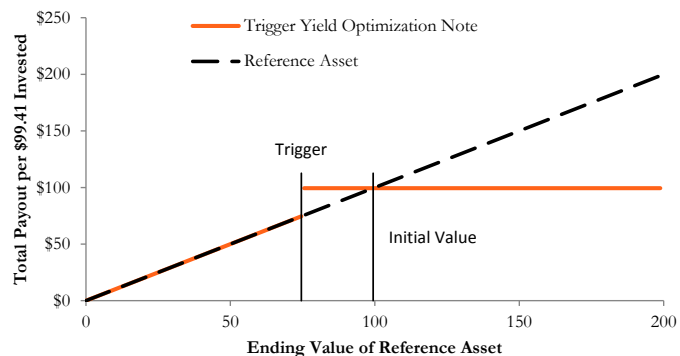 $250
Trigger Yield Optimization Note
Reference Asset
$200
$150
Trigger
$100
Initial Value
$50
$0
0 50 100 150 200
Ending Value of Reference Asset
Total Payout per $99.41 Invested